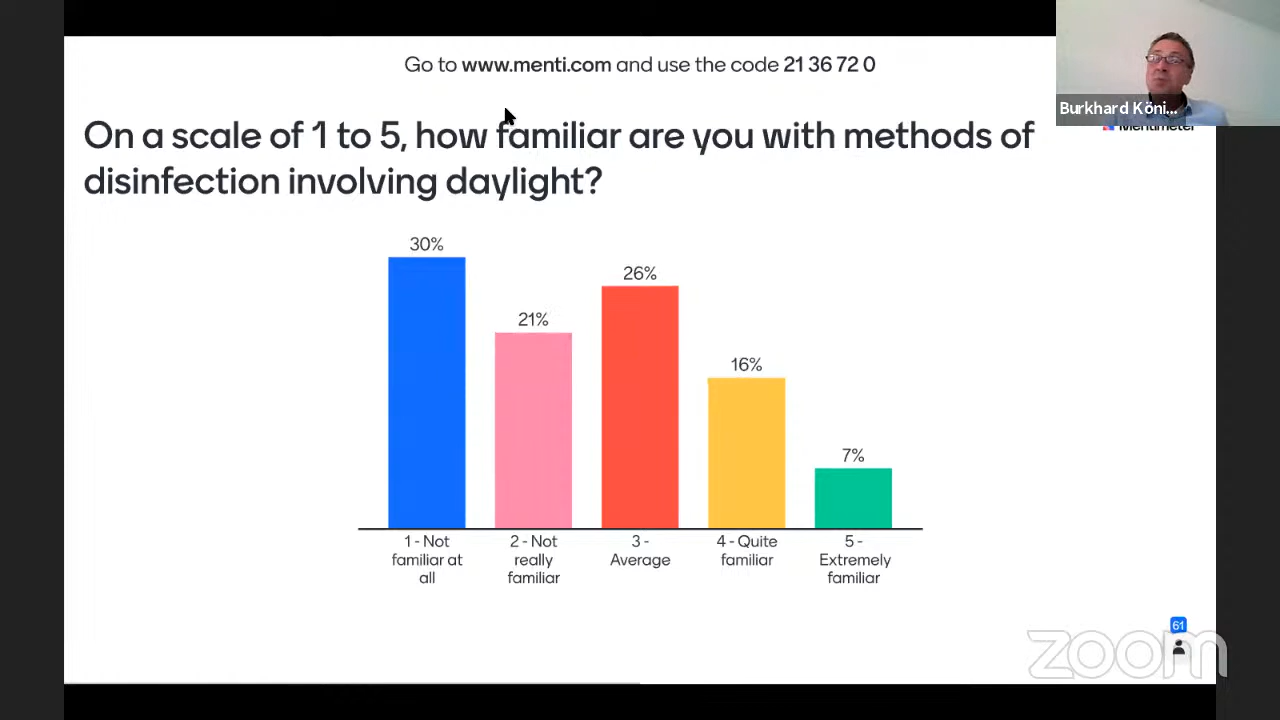 Go to www.menti.com and use the code 21 36 72 0
Burkhard Köni...
Mentimeter
On a scale of 1 to 5, how familiar are you with methods of
disinfection involving daylight?
30%
21%
26%
16%
7%
1 - Not
familiar at
all
2 - Not
really
familiar
3 -
Average
4 - Quite
familiar
5 -
Extremely
familiar
61
zoom